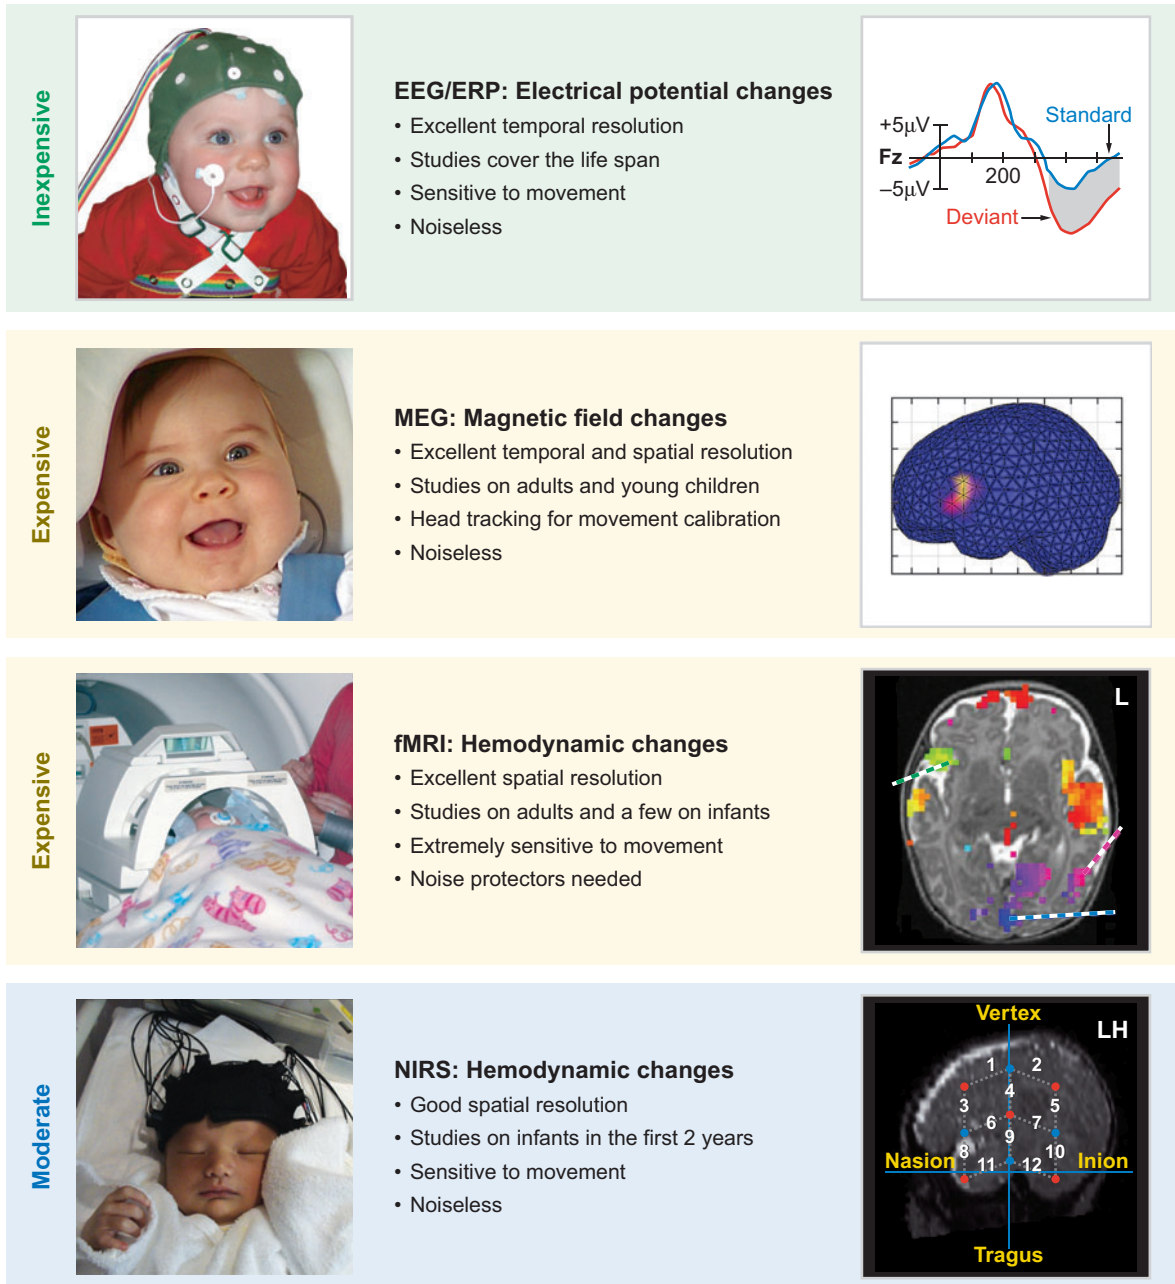 Inexpensive
EEG/ERP: Electrical potential changes
• Excellent temporal resolution
• Studies cover the life span
• Sensitive to movement
• Noiseless
+5μV
Fz
–5μV
200
Standard
Deviant
Expensive
MEG: Magnetic field changes
• Excellent temporal and spatial resolution
• Studies on adults and young children
• Head tracking for movement calibration
• Noiseless
Expensive
fMRI: Hemodynamic changes
• Excellent spatial resolution
• Studies on adults and a few on infants
• Extremely sensitive to movement
• Noise protectors needed
L
Moderate
NIRS: Hemodynamic changes
• Good spatial resolution
• Studies on infants in the first 2 years
• Sensitive to movement
• Noiseless
Vertex
LH
1 2
4
3 5
6 7
9
8 10
Nasion Inion
11 12
Tragus